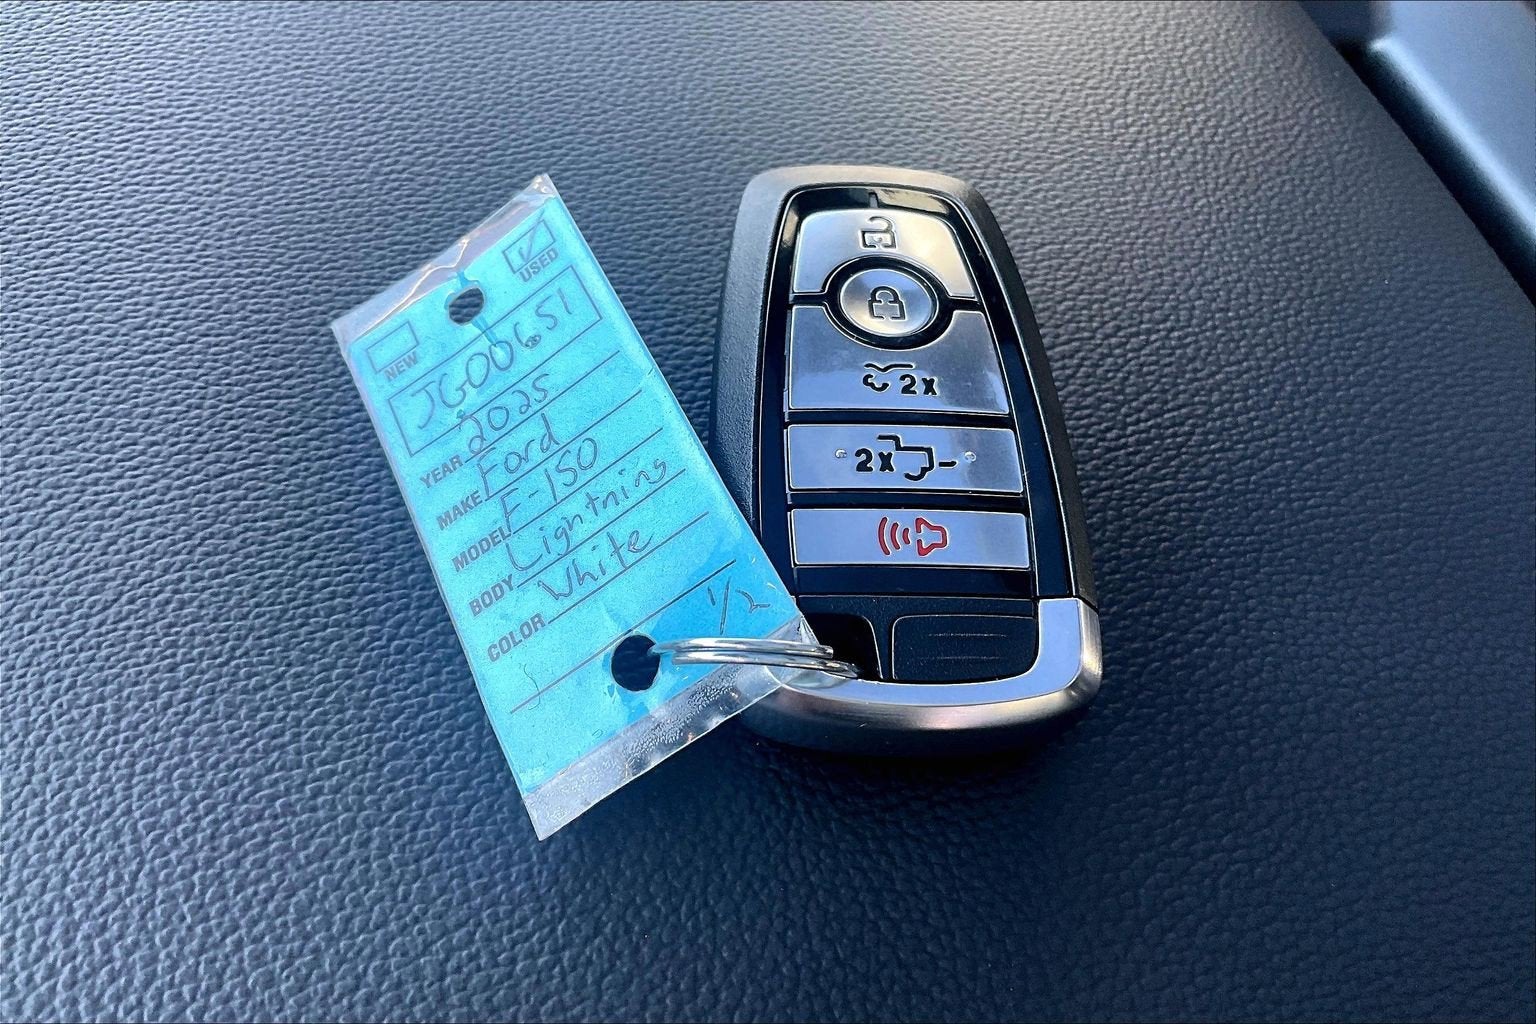 NEW
USED
JG00651
YEAR 2025
MAKE Ford
MODEL F-150
BODY Lightning
COLOR White
1/2
2x
2x